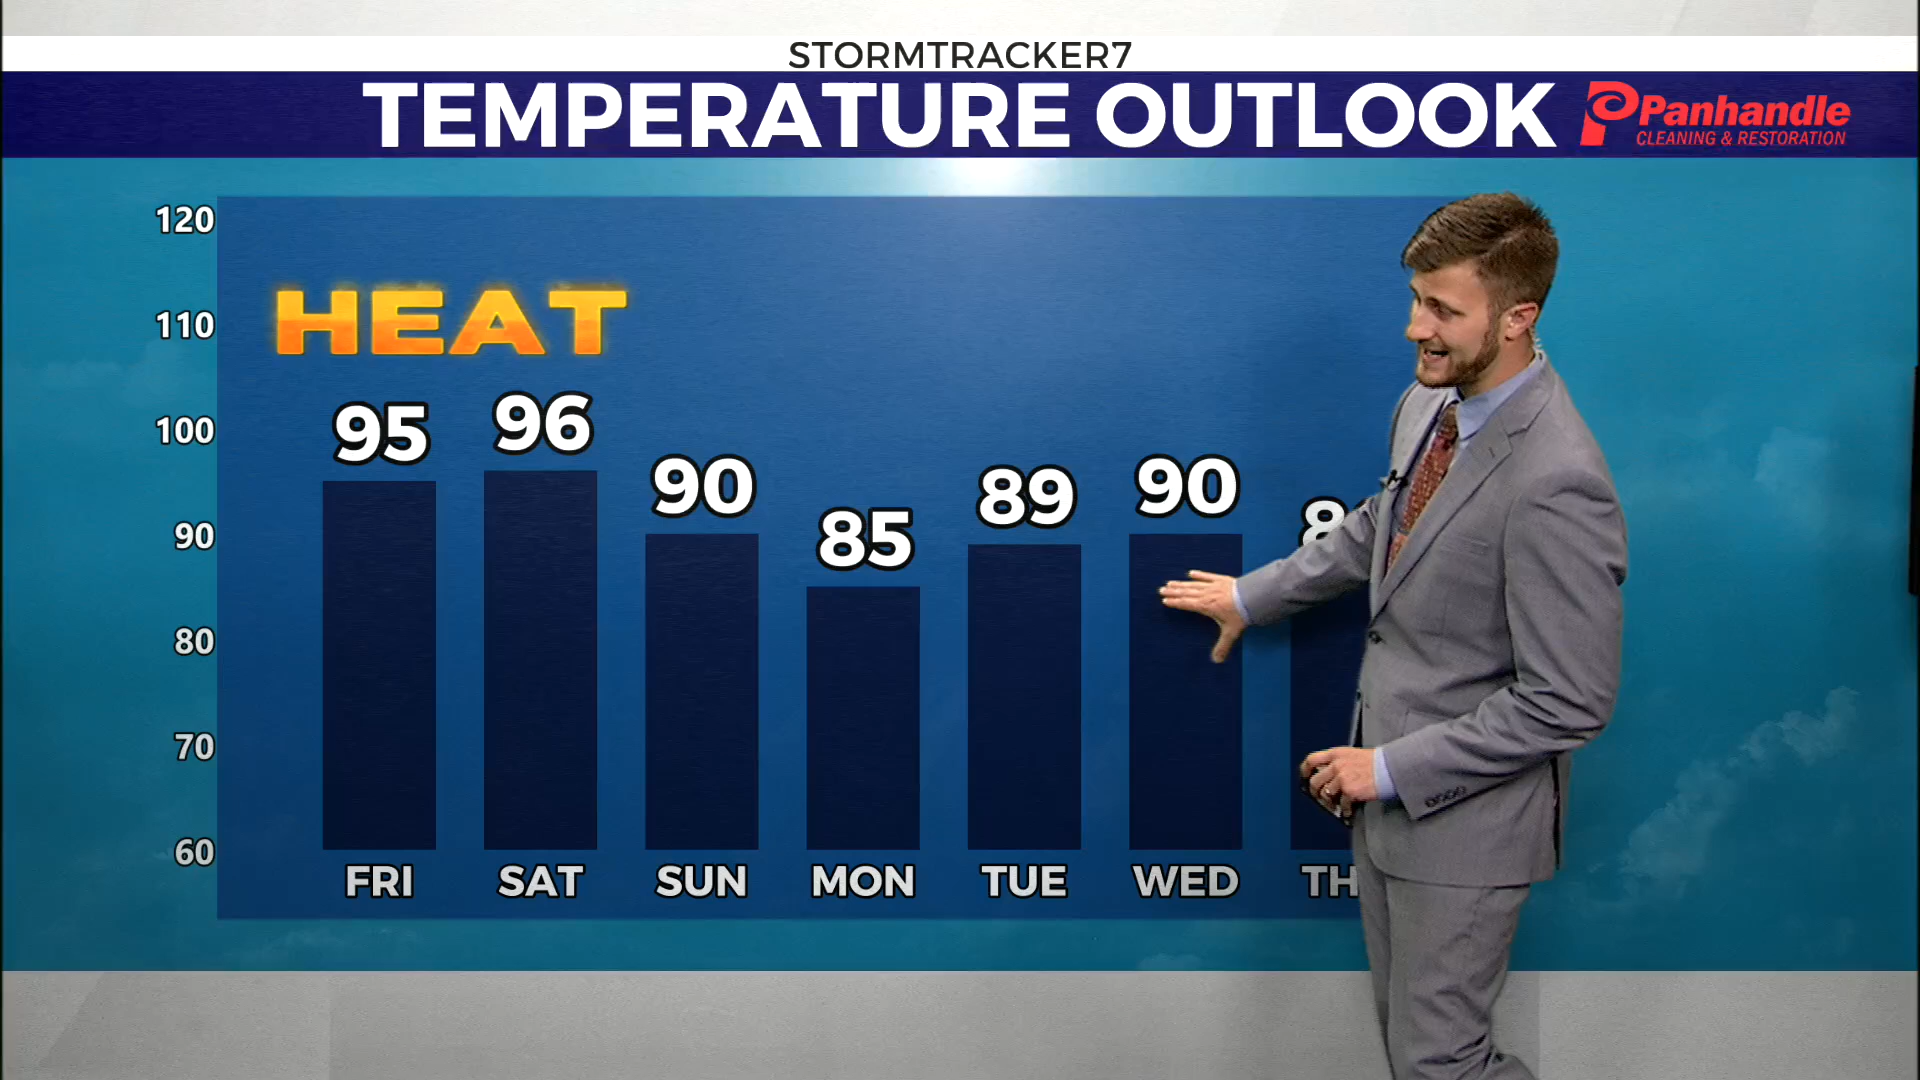 STORMTRACKER7
TEMPERATURE OUTLOOK
Panhandle
CLEANING & RESTORATION
120
110
100
90
80
70
60
HEAT
95
96
90
85
89
90
FRI
SAT
SUN
MON
TUE
WED